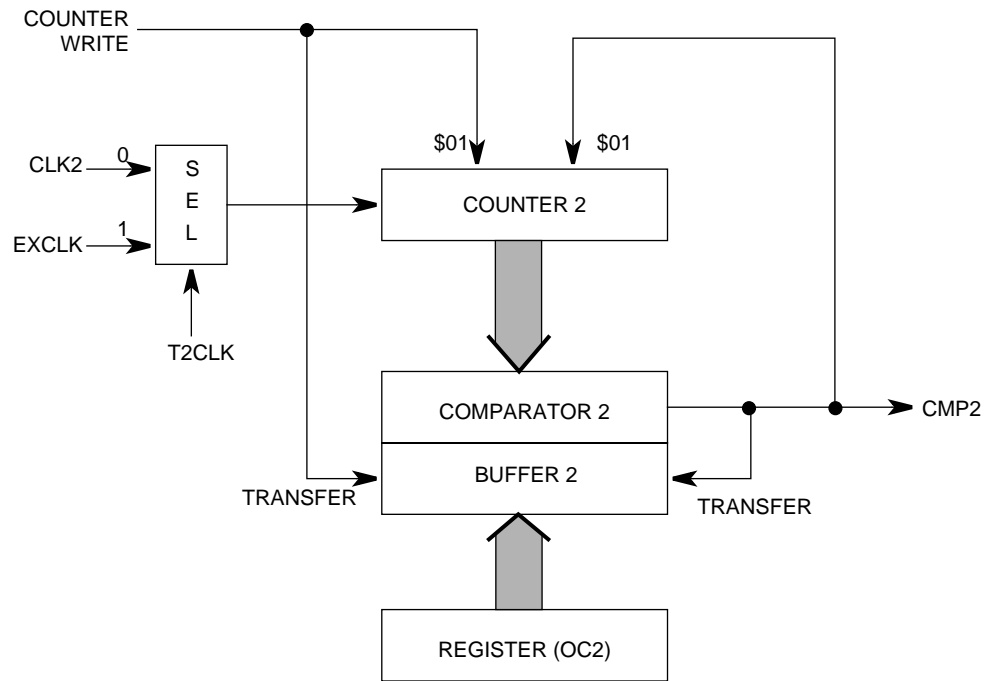 COUNTER
WRITE
$01
$01
0
CLK2
S
E
L
COUNTER 2
1
EXCLK
T2CLK
COMPARATOR 2
CMP2
BUFFER 2
TRANSFER
TRANSFER
REGISTER (OC2)